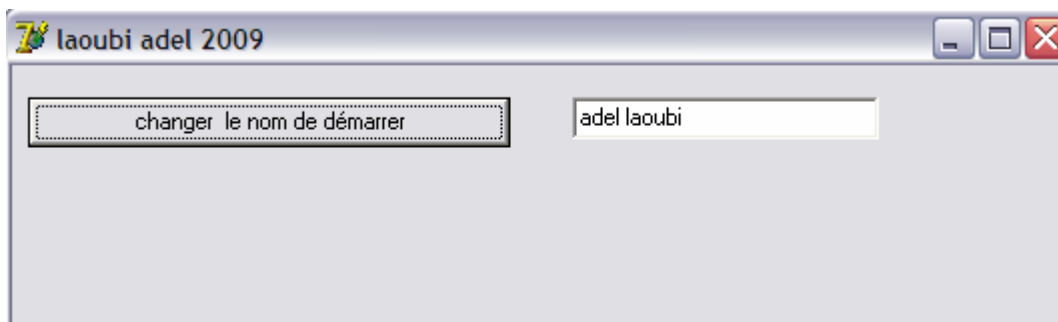 laoubi adel 2009
changer le nom de démarrer
adel laoubi